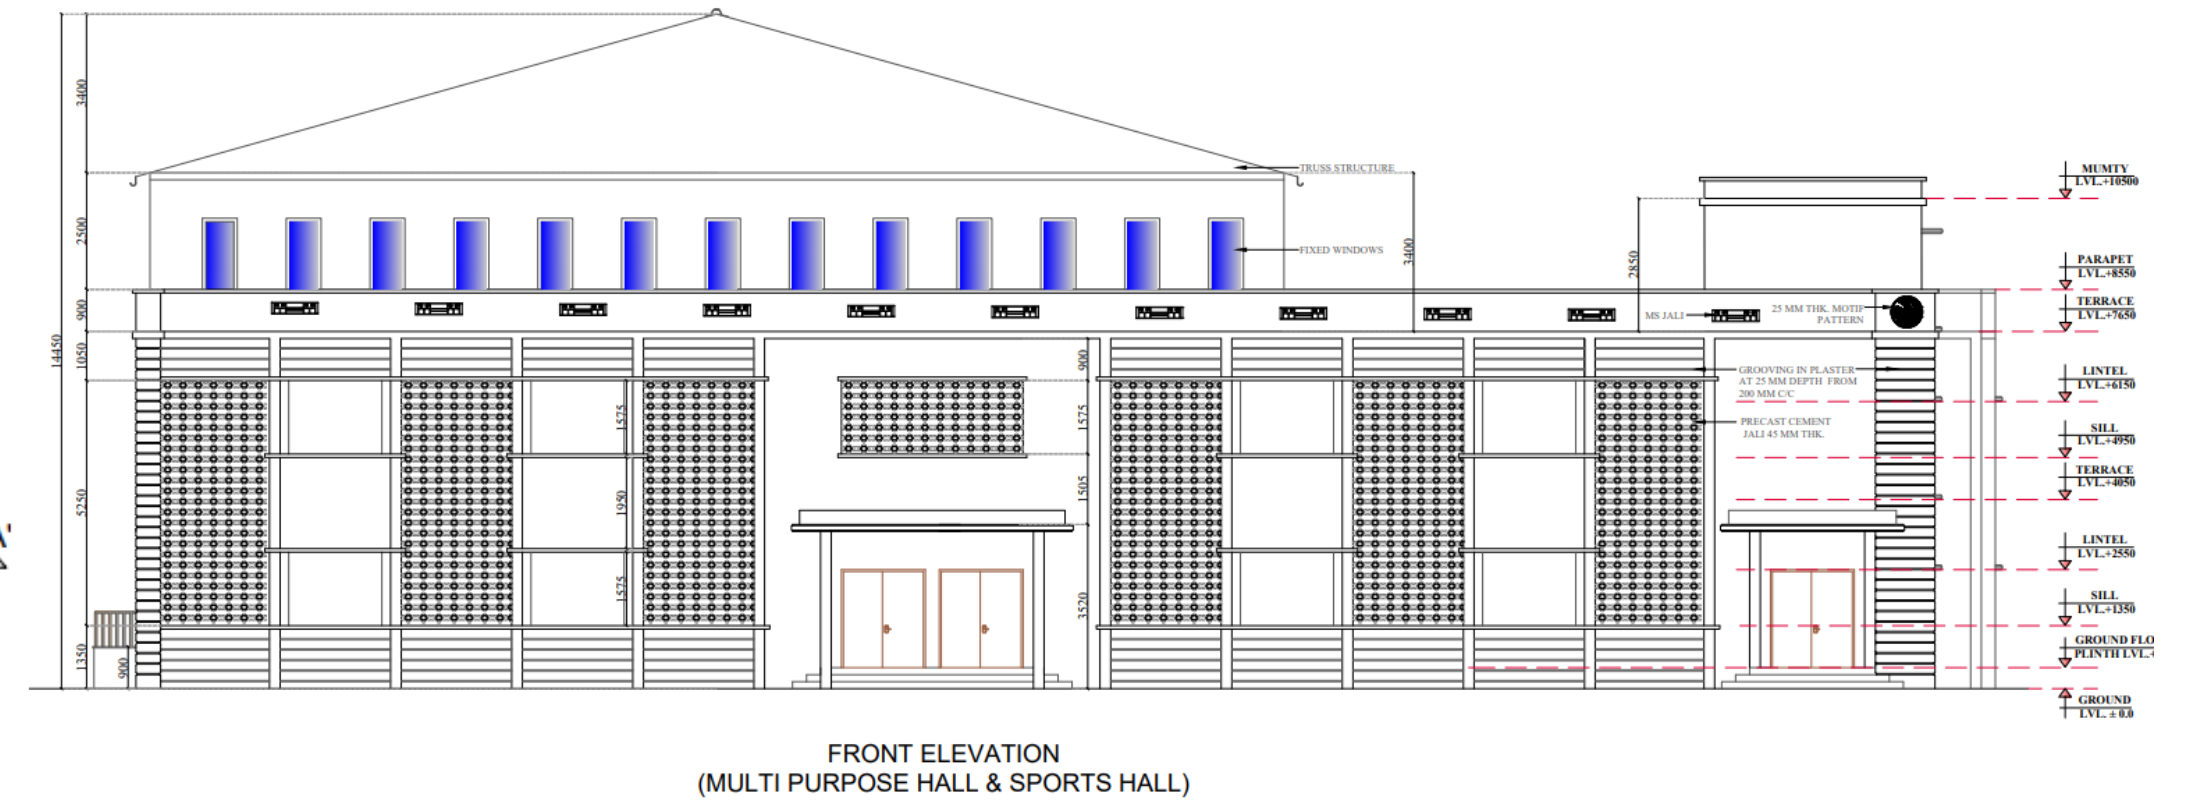 3400
2500
900
14450
1050
5250
1350
900
TRUSS STRUCTURE
FIXED WINDOWS
3400
2850
MS JALI
25 MM THK. MOTIF
PATTERN
GROOVING IN PLASTER
AT 25 MM DEPTH FROM
200 MM C/C
PRECAST CEMENT
JALI 45 MM THK.
1575
1950
1575
900
1575
1505
3520
MUMTY
LVL.+10500
PARAPET
LVL.+8550
TERRACE
LVL.+7650
LINTEL
LVL.+6150
SILL
LVL.+4950
TERRACE
LVL.+4050
LINTEL
LVL.+2550
SILL
LVL.+1350
GROUND FLO
PLINTH LVL.+
GROUND
LVL. ± 0.0
FRONT ELEVATION
(MULTI PURPOSE HALL & SPORTS HALL)